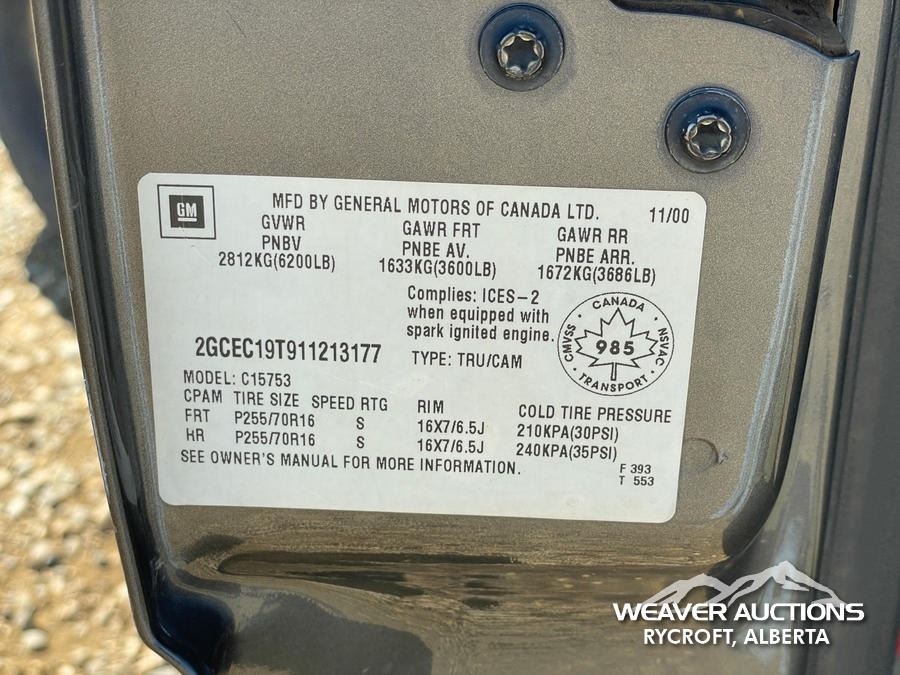 GM
MFD BY GENERAL MOTORS OF CANADA LTD. 11/00
GVWR GAWR FRT GAWR RR
PNBV PNBE AV. PNBE ARR.
2812KG(6200LB) 1633KG(3600LB) 1672KG(3686LB)
Complies: ICES-2
when equipped with
spark ignited engine.
CANADA
CMVSS 985 NSVAC
TRANSPORT
2GCEC19T911213177 TYPE: TRU/CAM
MODEL: C15753
CPAM TIRE SIZE SPEED RTG RIM COLD TIRE PRESSURE
FRT P255/70R16 S 16X7/6.5J 210KPA(30PSI)
HR P255/70R16 S 16X7/6.5J 240KPA(35PSI)
SEE OWNER'S MANUAL FOR MORE INFORMATION.
F 393
T 553
WEAVER AUCTIONS
RYCROFT, ALBERTA